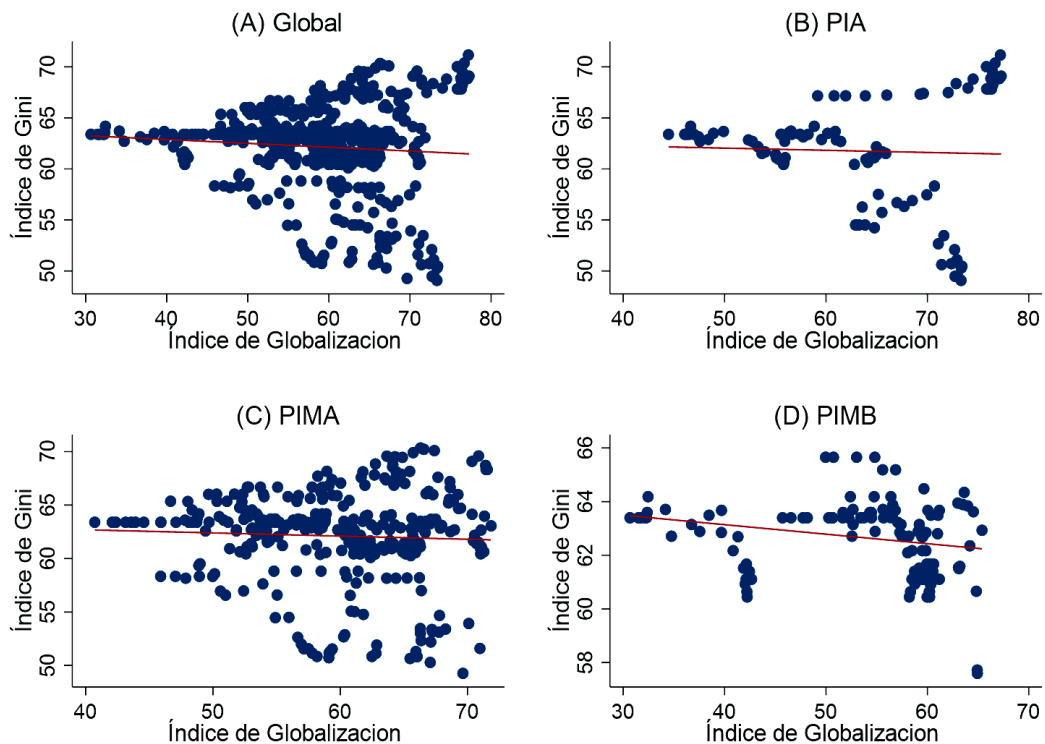 (A) Global
Índice de Gini
70
65
60
55
50
30 40 50 60 70 80
Índice de Globalizacion
(B) PIA
Índice de Gini
70
65
60
55
50
40 50 60 70 80
Índice de Globalizacion
(C) PIMA
Índice de Gini
70
65
60
55
50
40 50 60 70
Índice de Globalizacion
(D) PIMB
Índice de Gini
66
64
62
60
58
30 40 50 60 70
Índice de Globalizacion